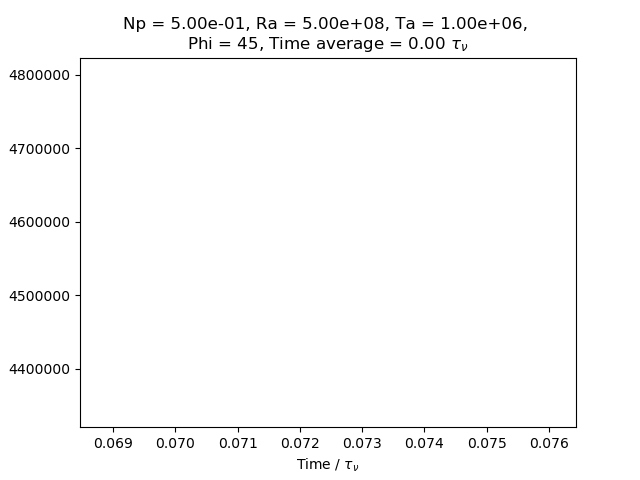 Np = 5.00e-01, Ra = 5.00e+08, Ta = 1.00e+06,
Phi = 45, Time average = 0.00 τν
4800000
4700000
4600000
4500000
4400000
0.069 0.070 0.071 0.072 0.073 0.074 0.075 0.076
Time / τν